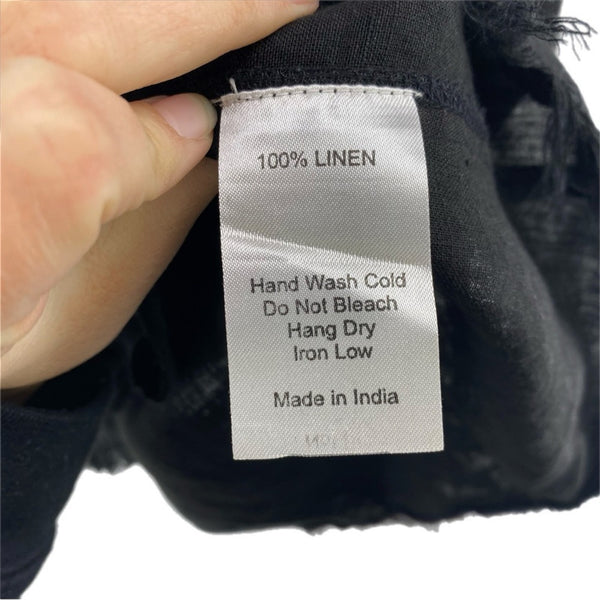 100% LINEN
Hand Wash Cold
Do Not Bleach
Hang Dry
Iron Low
Made in India